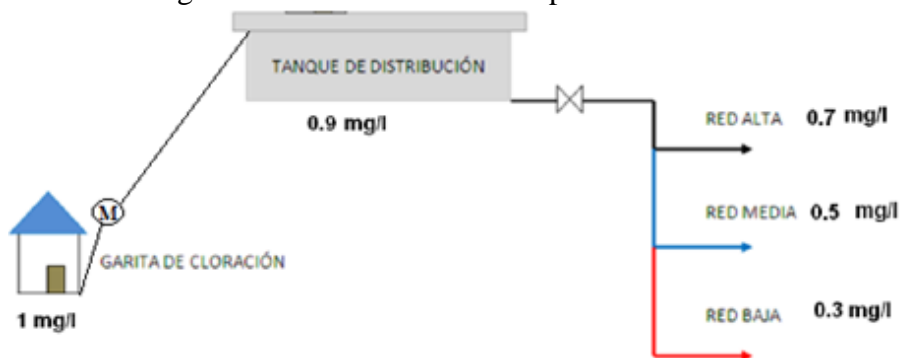 TANQUE DE DISTRIBUCIÓN
0.9 mg/l
RED ALTA 0.7 mg/l
M
RED MEDIA 0.5 mg/l
GARITA DE CLORACIÓN
1 mg/l
RED BAJA 0.3 mg/l